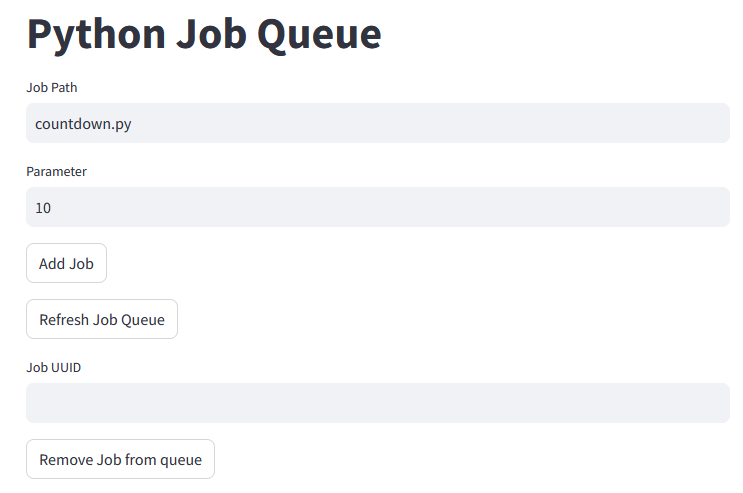 Python Job Queue
Job Path
countdown.py
Parameter
10
Add Job
Refresh Job Queue
Job UUID
Remove Job from queue